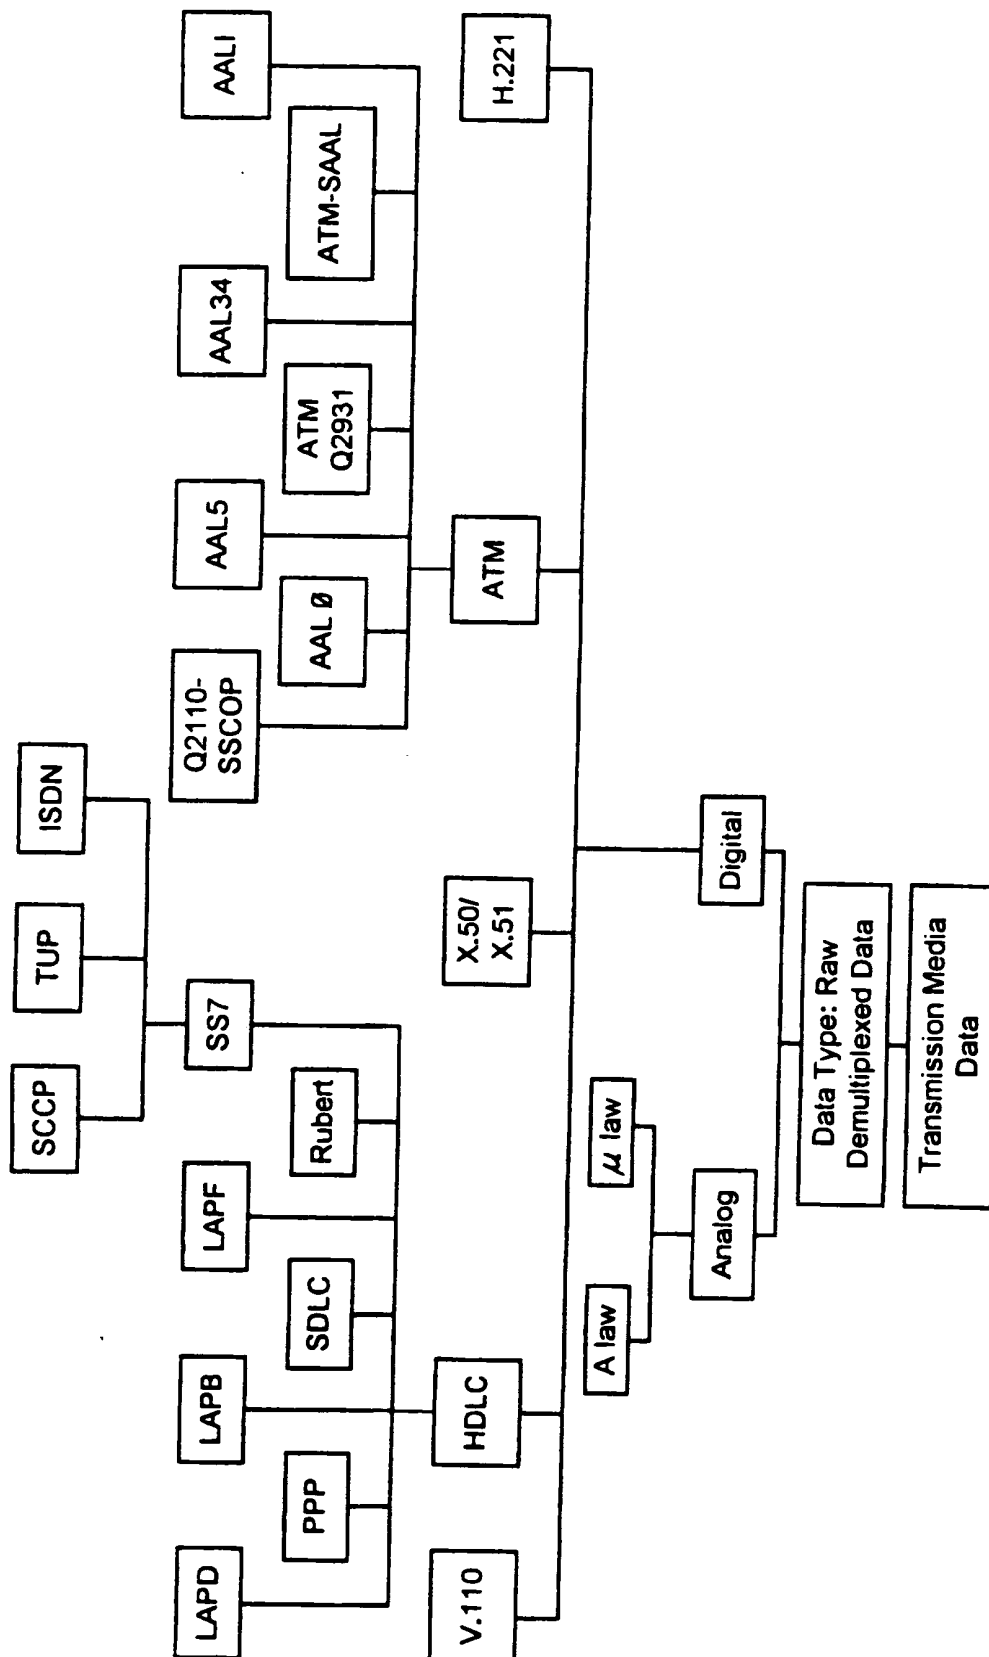 SCCP
TUP
ISDN
LAPD
LAPB
LAPF
SS7
Q2110-
SSCOP
AAL5
AAL34
AALI
PPP
SDLC
Rubert
AAL Ø
ATM
Q2931
ATM-SAAL
V.110
HDLC
X.50/
X.51
ATM
H.221
A law
μ law
Analog
Digital
Data Type: Raw
Demultiplexed Data
Transmission Media
Data